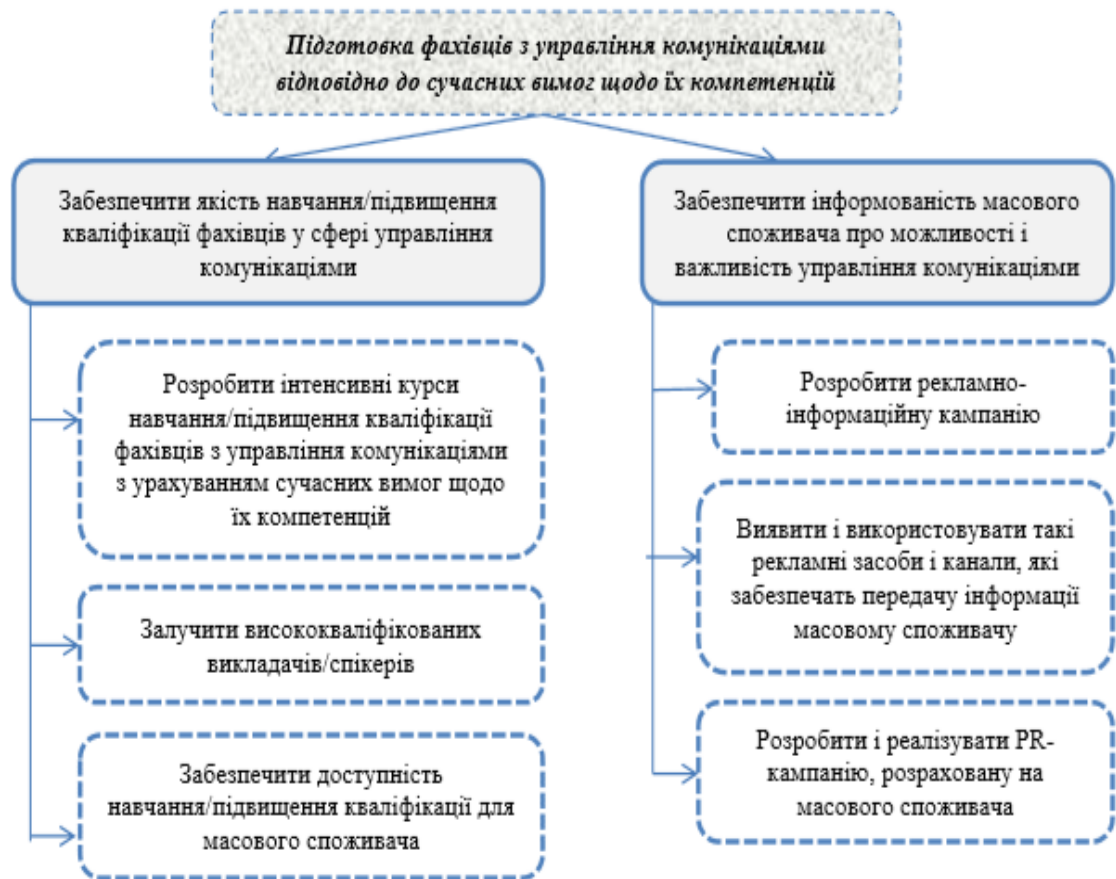 Підготовка фахівців з управління комунікаціями
відповідно до сучасних вимог щодо їх компетенцій
Забезпечити якість навчання/підвищення
кваліфікації фахівців у сфері управління
комунікаціями
Розробити інтенсивні курси
навчання/підвищення кваліфікації
фахівців з управління комунікаціями
з урахуванням сучасних вимог щодо
їх компетенцій
Залучити висококваліфікованих
викладачів/спікерів
Забезпечити доступність
навчання/підвищення кваліфікації для
масового споживача
Забезпечити інформованість масового
споживача про можливості і
важливість управління комунікаціями
Розробити рекламно-
інформаційну кампанію
Виявити і використовувати такі
рекламні засоби і канали, які
забезпечать передачу інформації
масовому споживачу
Розробити і реалізувати PR-
кампанію, розраховану на
масового споживача